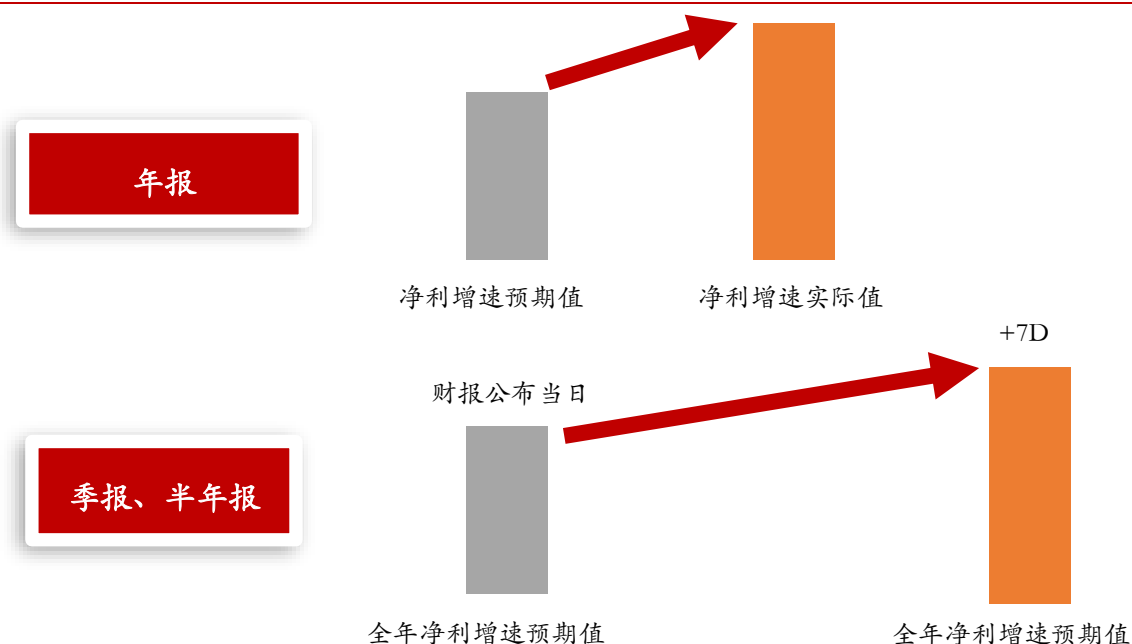 年报
净利增速预期值
净利增速实际值
+7D
财报公布当日
季报、半年报
全年净利增速预期值
全年净利增速预期值